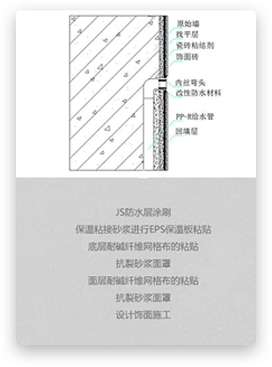 原始墙
找平层
瓷砖粘结剂
饰面砖
内丝弯头
改性防水材料
PP-R给水管
回填层
JS防水层涂刷
保温粘接砂浆进行EPS保温板粘贴
底层耐碱纤维网格布的粘贴
抗裂砂浆面罩
面层耐碱纤维网格布的粘贴
抗裂砂浆面罩
设计饰面施工